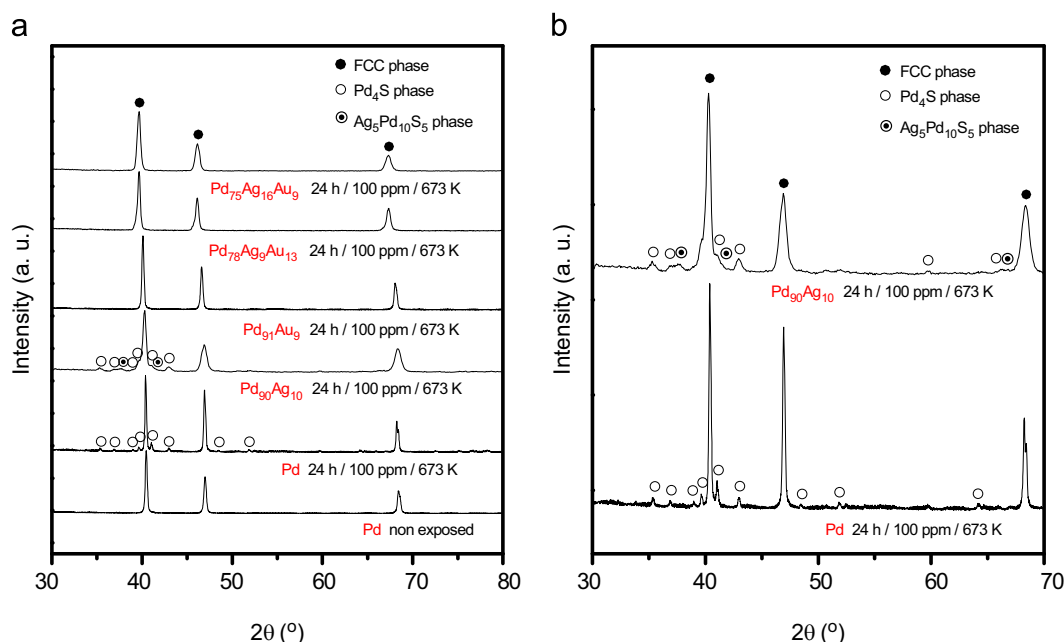 a
FCC phase
Pd4S phase
Ag5Pd10S5 phase
Pd75Ag16Au9 24 h / 100 ppm / 673 K
Pd78Ag9Au13 24 h / 100 ppm / 673 K
Pd91Au9 24 h / 100 ppm / 673 K
Pd90Ag10 24 h / 100 ppm / 673 K
Pd 24 h / 100 ppm / 673 K
Pd non exposed
Intensity (a. u.)
30 40 50 60 70 80
2θ (º)
b
FCC phase
Pd4S phase
Ag5Pd10S5 phase
Pd90Ag10 24 h / 100 ppm / 673 K
Pd 24 h / 100 ppm / 673 K
Intensity (a. u.)
30 40 50 60 70
2θ (º)